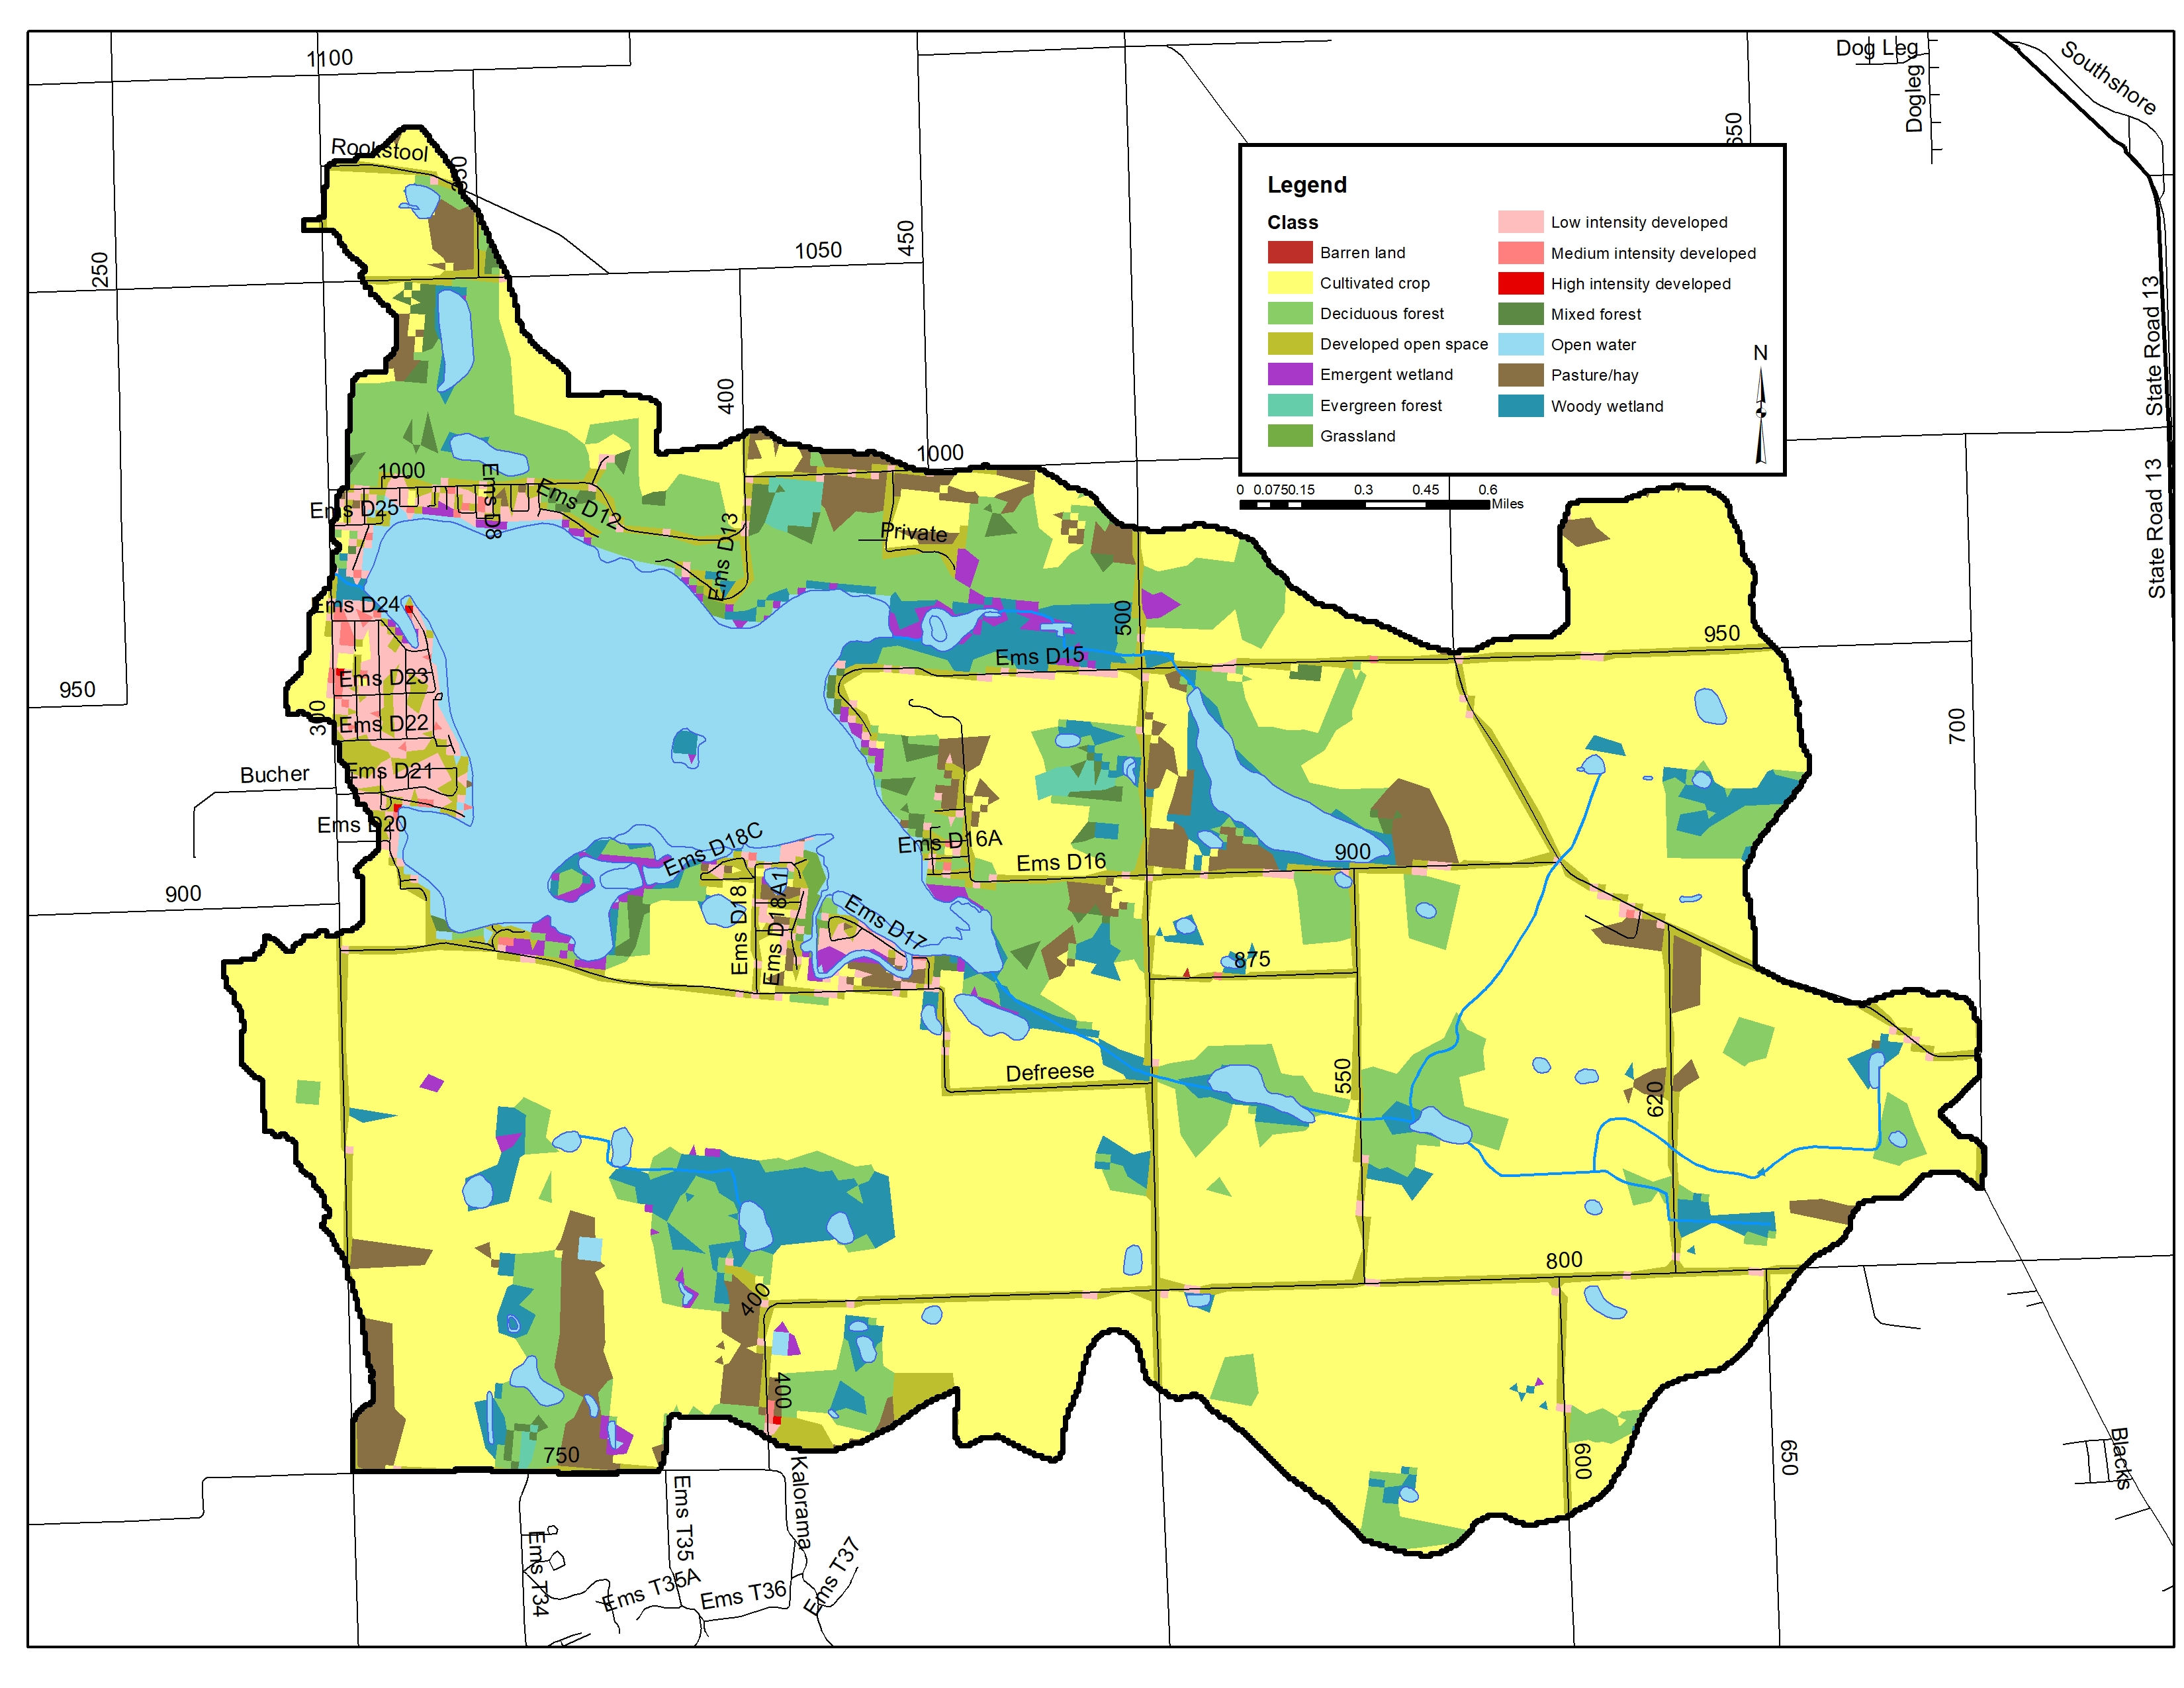 1100
Dog Leg
Dogleg
Southshore
650
Rookstool
350
1050
450
250
Legend
Class
Barren land
Cultivated crop
Deciduous forest
Developed open space
Emergent wetland
Evergreen forest
Grassland
Low intensity developed
Medium intensity developed
High intensity developed
Mixed forest
Open water
Pasture/hay
Woody wetland
N
0 0.075 0.15 0.3 0.45 0.6
Miles
State Road 13
State Road 13
400
1000
1000
Ems D25
Ems D8
Ems D12
Ems D13
Private
Ems D24
500
950
Ems D15
Ems D23
950
300
Ems D22
700
Bucher
Ems D21
Ems D20
Ems D18C
Ems D16A
Ems D16
900
900
Ems D18
Ems D18A1
Ems D17
875
Defreese
550
620
800
400
400
750
600
650
Blacks
Kalorama
Ems T35
Ems T34
Ems T35A
Ems T36
Ems T37